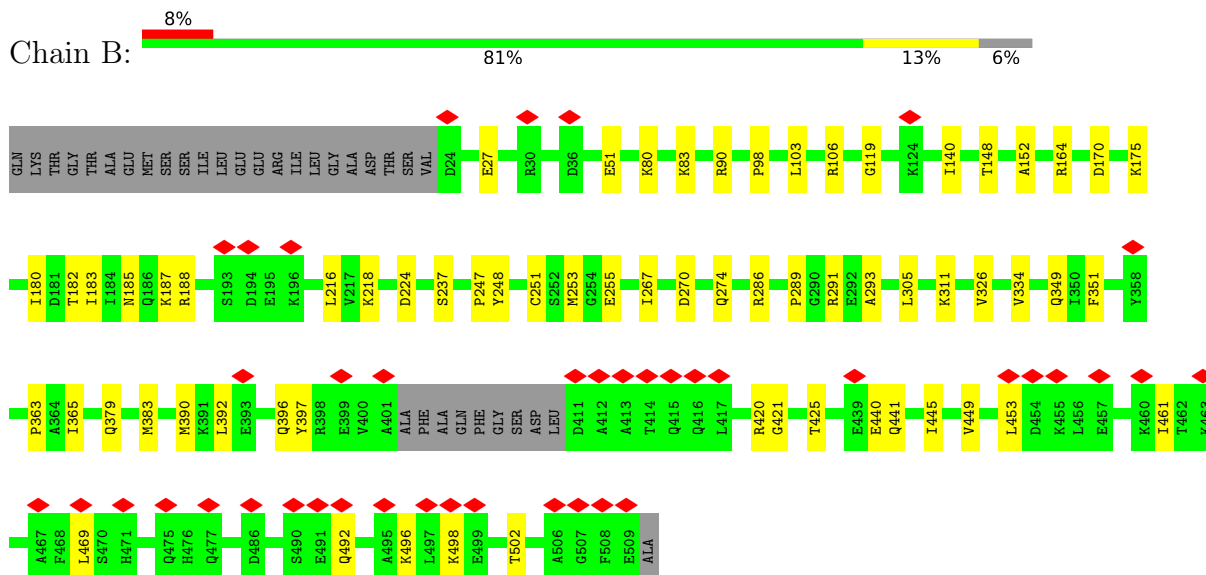 8%
Chain B:
81% 13% 6%
GLN LYS THR GLY THR THR ALA GLU MET SER SER ILE LEU GLU GLU ARG ILE LEU GLY ALA ASP THR SER VAL D24 E27 R30 D36 E51 K80 K83 R90 P98 L103 R106 G119 K124 I140 T148 A152 R164 D170 K175
I180 D181 T182 I183 I184 N185 Q186 K187 R188 S193 D194 E195 K196 L216 V217 K218 D224 S237 P247 Y248 C251 S252 M253 G254 E255 I267 D270 Q274 R286 P289 G290 R291 E292 A293 L305 K311 V326 V334 Q349 I350 F351 Y358
P363 A364 I365 Q379 M383 M390 K391 L392 E393 Q396 Y397 R398 E399 V400 A401 ALA PHE ALA GLN PHE GLY SER ASP LEU D411 A412 A413 T414 Q415 Q416 L417 R420 G421 T425 E439 E440 Q441 I445 V449 L453 D454 K455 L456 E457 K460 I461 T462 K463
A467 F468 L469 S470 H471 Q475 H476 Q477 D486 S490 E491 Q492 A495 K496 L497 K498 E499 T502 A506 G507 F508 E509 ALA